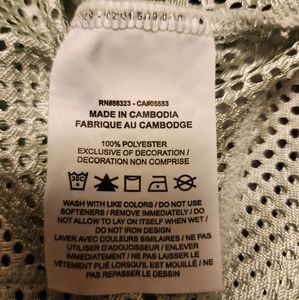 RN#56323 - CA#05553
MADE IN CAMBODIA
FABRIQUE AU CAMBODGE
100% POLYESTER
EXCLUSIVE OF DECORATION /
DECORATION NON COMPRISE
30C
WASH WITH LIKE COLORS / DO NOT USE
SOFTENERS / REMOVE IMMEDIATELY / DO
NOT ALLOW TO LAY ON ITSELF WHEN WET /
DO NOT IRON DESIGN
LAVER AVEC COULEURS SIMILAIRES / NE PAS
UTILISER D'ADOUCISSEUR / ENLEVER
IMMEDIATEMENT / NE PAS LAISSER LE
VÊTEMENT PLIÉ LORSQU'IL EST MOUILLÉ / NE
PAS REPASSER LE DESSIN